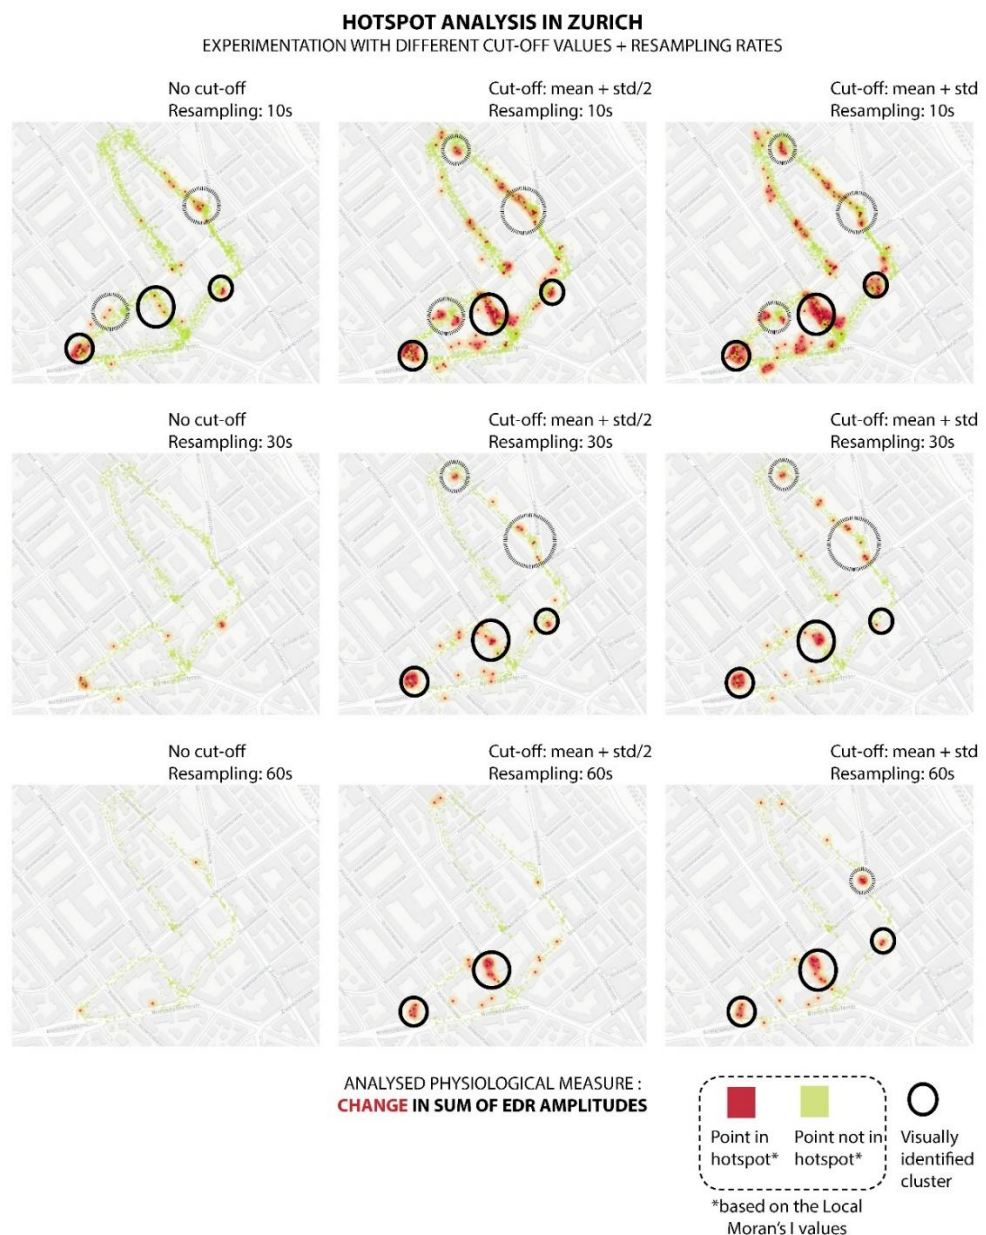 HOTSPOT ANALYSIS IN ZURICH
EXPERIMENTATION WITH DIFFERENT CUT-OFF VALUES + RESAMPLING RATES
No cut-off
Resampling: 10s
Cut-off: mean + std/2
Resampling: 10s
Cut-off: mean + std
Resampling: 10s
No cut-off
Resampling: 30s
Cut-off: mean + std/2
Resampling: 30s
Cut-off: mean + std
Resampling: 30s
No cut-off
Resampling: 60s
Cut-off: mean + std/2
Resampling: 60s
Cut-off: mean + std
Resampling: 60s
ANALYSED PHYSIOLOGICAL MEASURE :
CHANGE IN SUM OF EDR AMPLITUDES
Point in
hotspot*
Point not in
hotspot*
Visually
identified
cluster
*based on the Local
Moran's I values